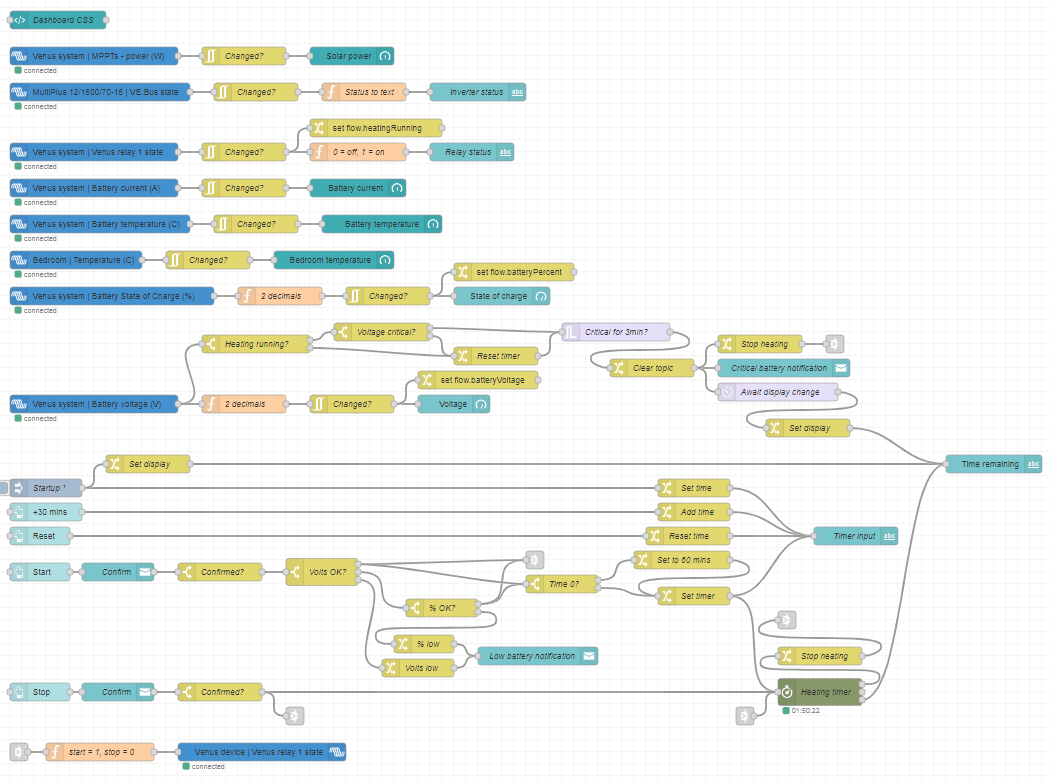 Dashboard CSS
Venus system | MPPTs - power (W) Changed? Solar power
connected
MultiPlus 12/1600/70-16 | VE.Bus state Changed? Status to text Inverter status abc
connected
set flow.heatingRunning
Venus system | Venus relay 1 state Changed? 0 = off, 1 = on Relay status abc
connected
Venus system | Battery current (A) Changed? Battery current
connected
Venus system | Battery temperature (C) Changed? Battery temperature
connected
Bedroom | Temperature (C) Changed? Bedroom temperature
connected
set flow.batteryPercent
Venus system | Battery State of Charge (%) 2 decimals Changed? State of charge
connected
Voltage critical? Critical for 3min?
Heating running? Stop heating
Reset timer
Clear topic Critical battery notification
set flow.batteryVoltage
Await display change
Venus system | Battery voltage (V) 2 decimals Changed? Voltage
connected
Set display
Set display Time remaining abc
Startup ¹ Set time
+30 mins Add time
Reset Reset time Timer input abc
Set to 60 mins
Start Confirm Confirmed? Volts OK?
Time 0?
Set timer
% OK?
% low
Low battery notification Stop heating
Volts low
Stop Confirm Confirmed? Heating timer
01:50:22
start = 1, stop = 0 Venus device | Venus relay 1 state
connected